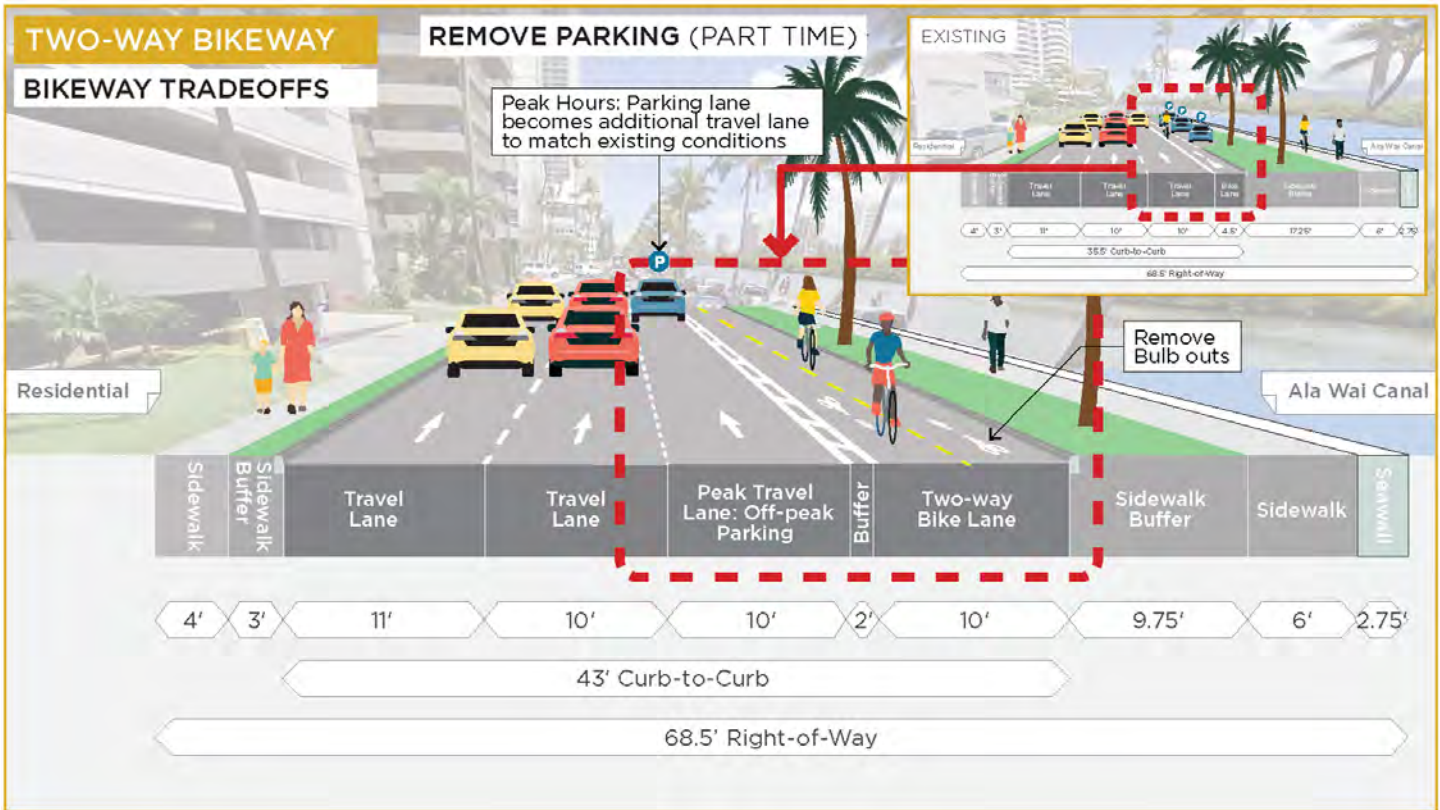 TWO-WAY BIKEWAY
BIKEWAY TRADEOFFS
REMOVE PARKING (PART TIME)
Peak Hours: Parking lane
becomes additional travel lane
to match existing conditions
P
EXISTING
Residential
Ala Wai Canal
Travel
Lane
Travel
Lane
Travel
Lane
Bike
Lane
4'
3'
11'
10'
10'
4.5'
17.25'
6'
2.75'
35.5' Curb-to-Curb
68.5' Right-of-Way
Remove
Bulb outs
Residential
Ala Wai Canal
Sidewalk
Sidewalk
Buffer
Travel
Lane
Travel
Lane
Peak Travel
Lane: Off-peak
Parking
Buffer
Two-way
Bike Lane
Sidewalk
Buffer
Sidewalk
Seawall
4'
3'
11'
10'
10'
2'
10'
9.75'
6'
2.75'
43' Curb-to-Curb
68.5' Right-of-Way